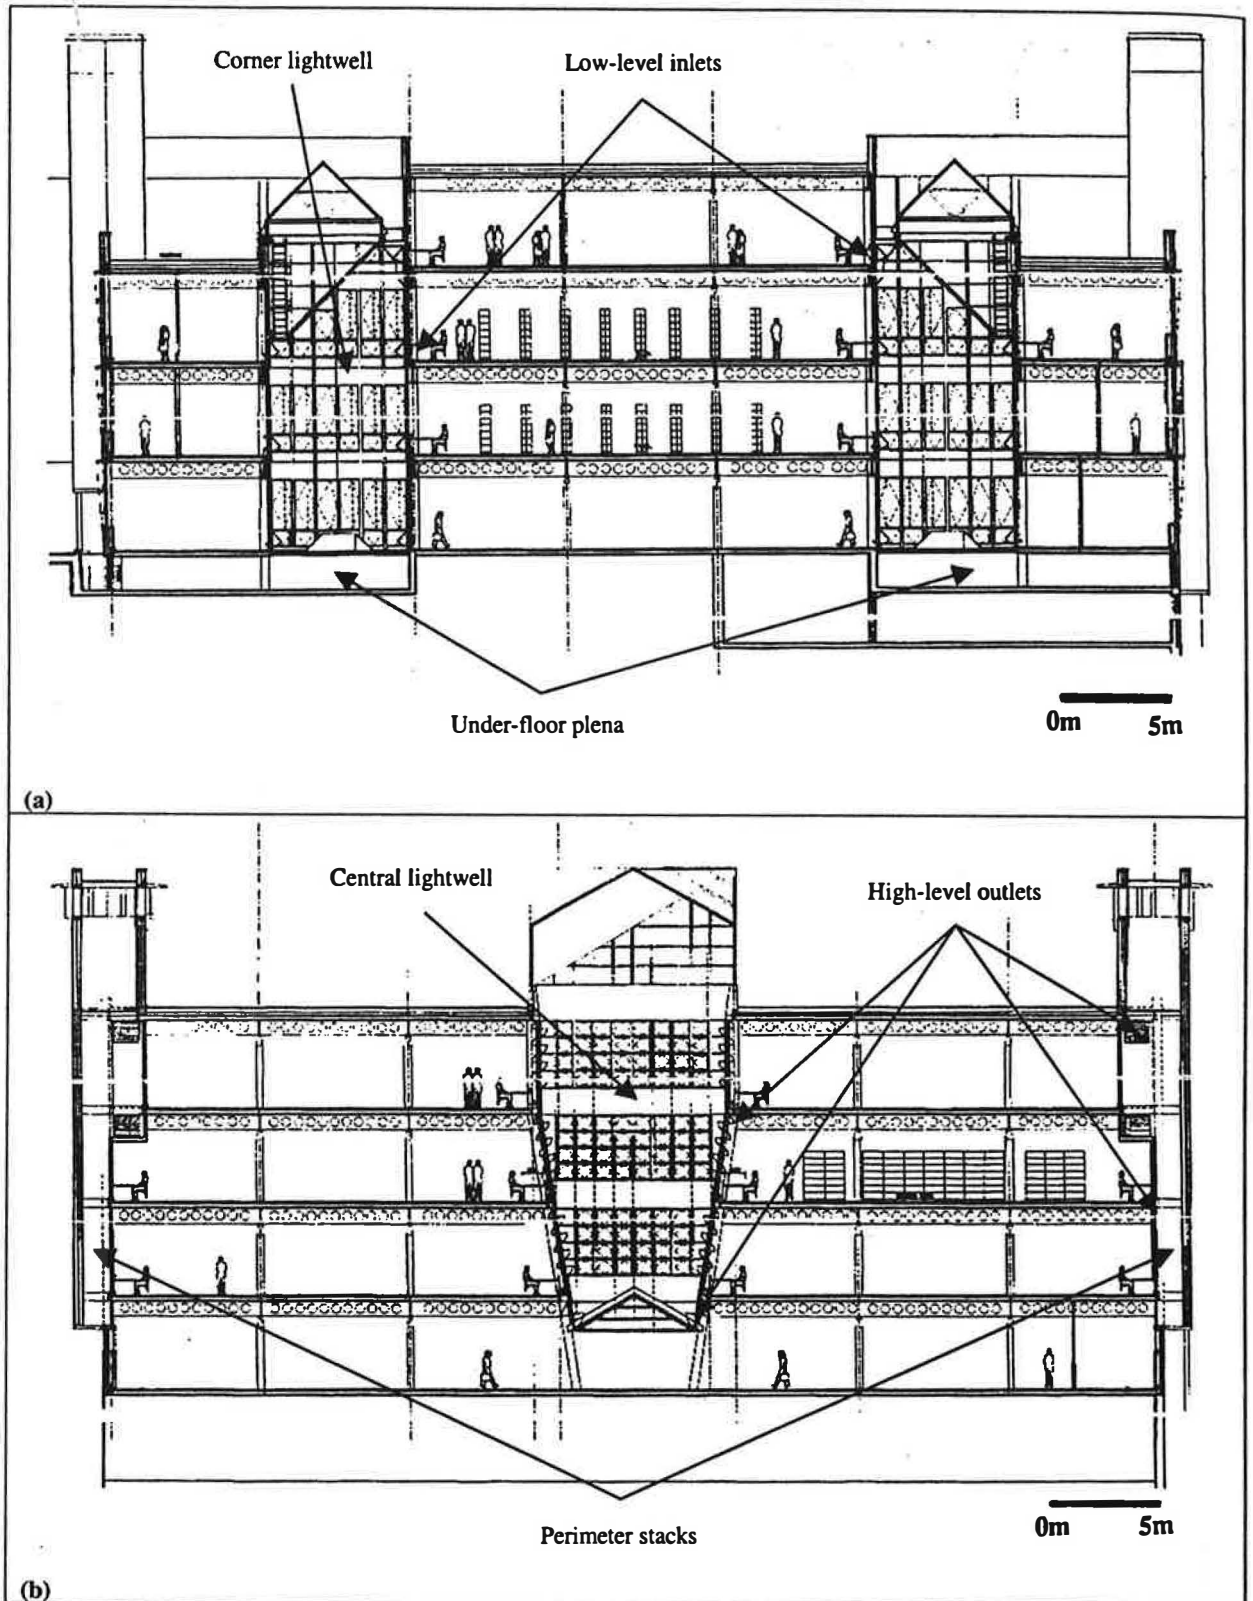 Corner lightwell
Low-level inlets
Under-floor plena
0m 5m
(a)
Central lightwell
High-level outlets
0m 5m
Perimeter stacks
(b)